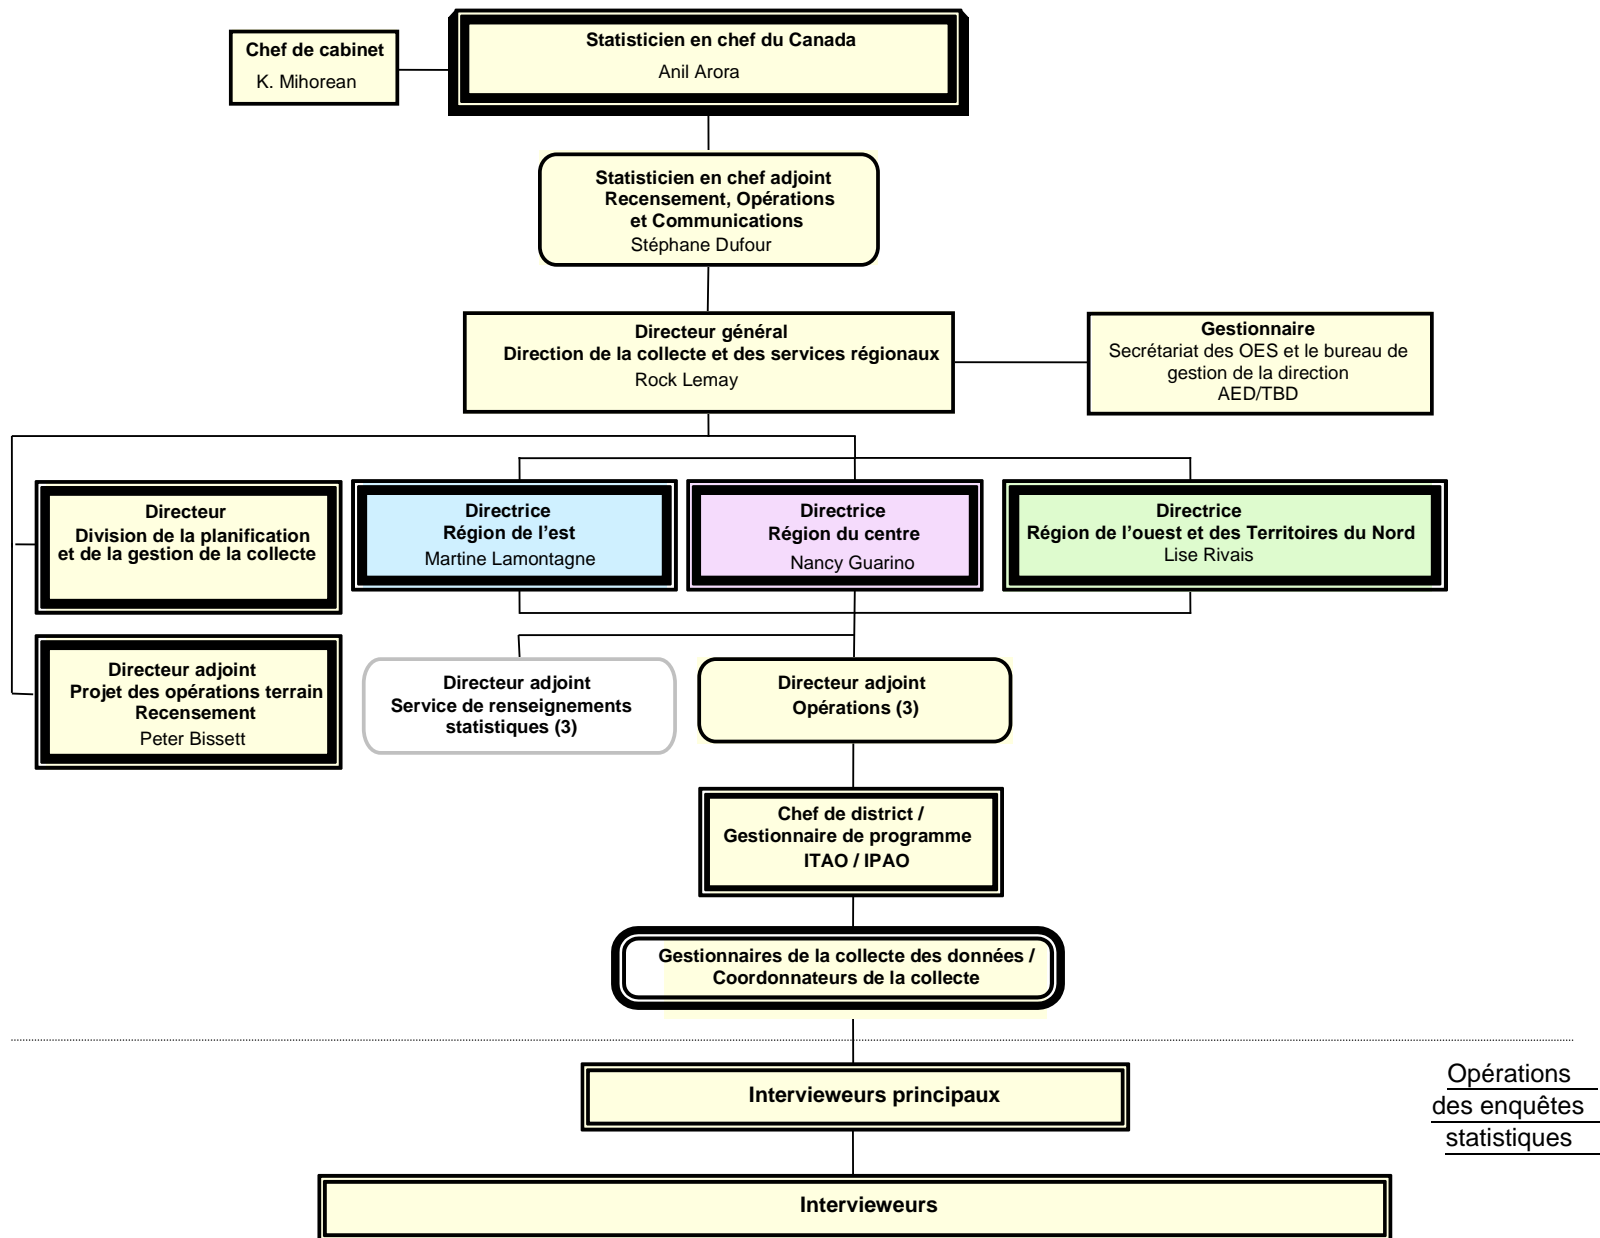 Chef de cabinet
K. Mihorean
Statisticien en chef du Canada
Anil Arora
Statisticien en chef adjoint
Recensement, Opérations
et Communications
Stéphane Dufour
Directeur général
Direction de la collecte et des services régionaux
Rock Lemay
Gestionnaire
Secrétariat des OES et le bureau de
gestion de la direction
AED/TBD
Directeur
Division de la planification
et de la gestion de la collecte
Directrice
Région de l’est
Martine Lamontagne
Directrice
Région du centre
Nancy Guarino
Directrice
Région de l’ouest et des Territoires du Nord
Lise Rivais
Directeur adjoint
Projet des opérations terrain
Recensement
Peter Bissett
Directeur adjoint
Service de renseignements
statistiques (3)
Directeur adjoint
Opérations (3)
Chef de district /
Gestionnaire de programme
ITAO / IPAO
Gestionnaires de la collecte des données /
Coordonnateurs de la collecte
Intervieweurs principaux
Opérations
des enquêtes
statistiques
Intervieweurs